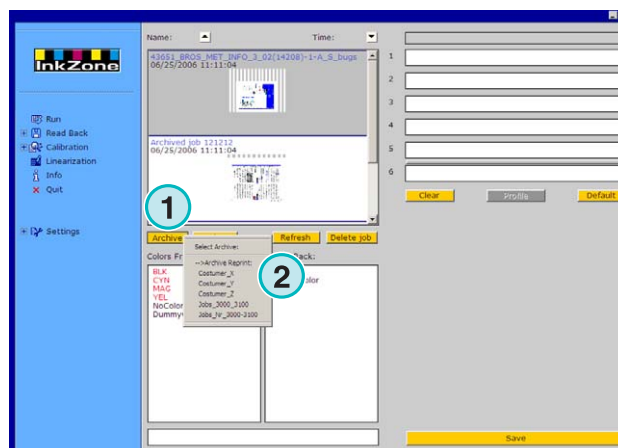 InkZone
Run
Read Back
Calibration
Linearization
Info
Quit
Settings
Name:
Time:
43651_BROS_MET_INFO_3_02(14208)-1-A_S_bugs
06/25/2006 11:11:04
Archived job 121212
06/25/2006 11:11:04
1
Archive
Refresh
Delete job
Select Archive:
-->Archive Reprint:
Costumer_X
Costumer_Y
Costumer_Z
Jobs_3000_3100
Jobs_Nr_3000-3100
2
Colors Fr
Back:
BLK
CYN
MAG
YEL
NoColor
Dummy
olor
1
2
3
4
5
6
Clear
Profile
Default
Save